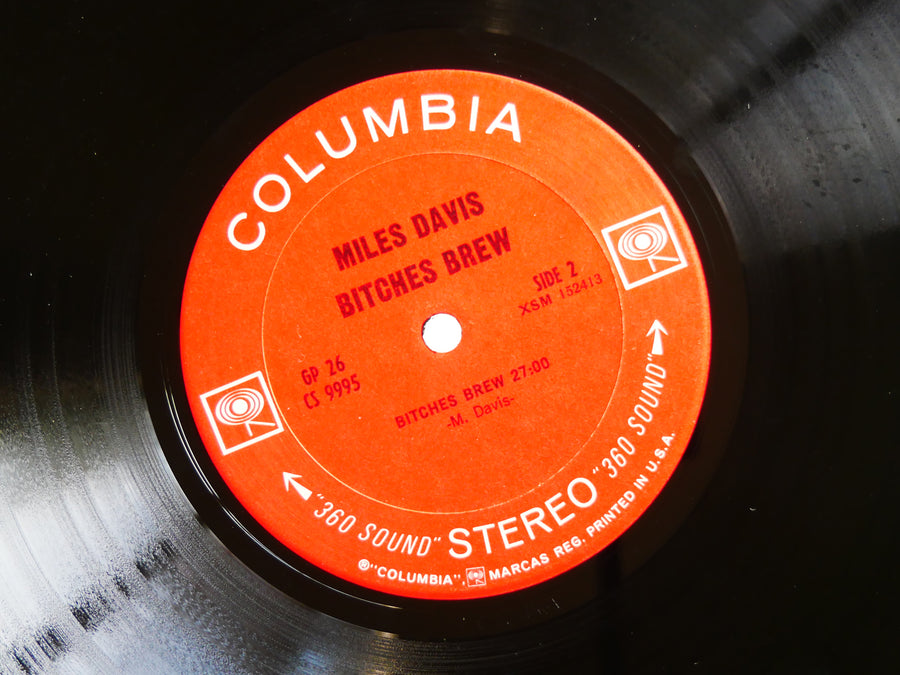 COLUMBIA
MILES DAVIS
BITCHES BREW
SIDE 2
XSM 152413
GP 26
CS 9995
BITCHES BREW 27:00
-M. Davis-
"360 SOUND" STEREO "360 SOUND"
®"COLUMBIA", MARCAS REG. PRINTED IN U.S.A.